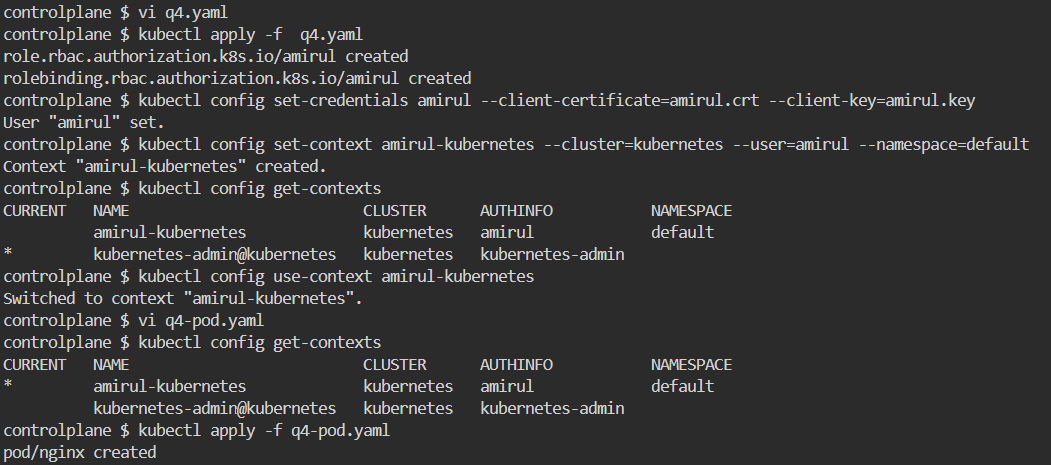 controlplane $ vi q4.yaml
controlplane $ kubectl apply -f  q4.yaml
role.rbac.authorization.k8s.io/amirul created
rolebinding.rbac.authorization.k8s.io/amirul created
controlplane $ kubectl config set-credentials amirul --client-certificate=amirul.crt --client-key=amirul.key
User "amirul" set.
controlplane $ kubectl config set-context amirul-kubernetes --cluster=kubernetes --user=amirul --namespace=default
Context "amirul-kubernetes" created.
controlplane $ kubectl config get-contexts
CURRENT   NAME                          CLUSTER      AUTHINFO           NAMESPACE
          amirul-kubernetes             kubernetes   amirul             default
*         kubernetes-admin@kubernetes   kubernetes   kubernetes-admin
controlplane $ kubectl config use-context amirul-kubernetes
Switched to context "amirul-kubernetes".
controlplane $ vi q4-pod.yaml
controlplane $ kubectl config get-contexts
CURRENT   NAME                          CLUSTER      AUTHINFO           NAMESPACE
*         amirul-kubernetes             kubernetes   amirul             default
          kubernetes-admin@kubernetes   kubernetes   kubernetes-admin
controlplane $ kubectl apply -f q4-pod.yaml
pod/nginx created